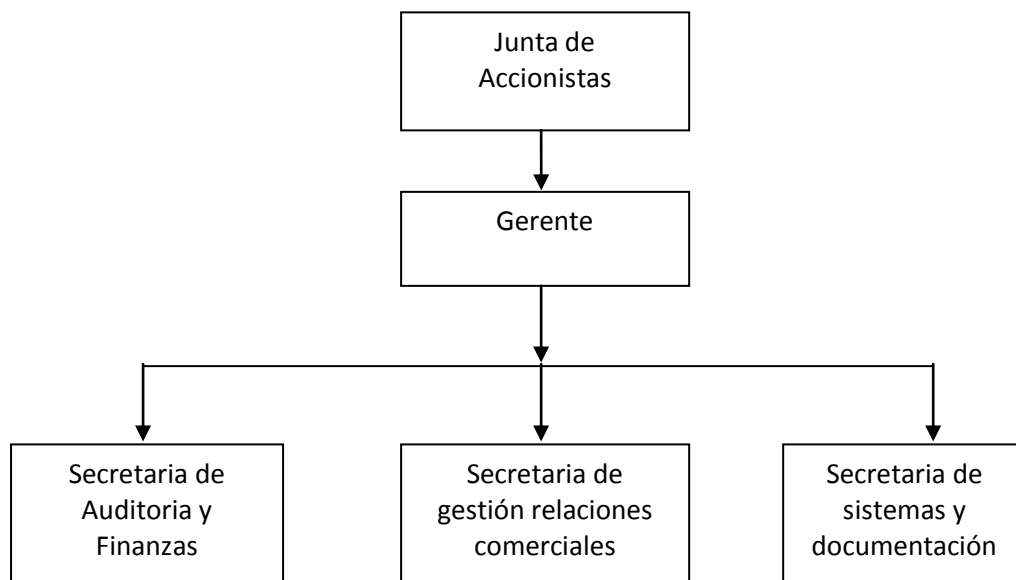 Junta de
Accionistas
Gerente
Secretaria de
Auditoria y
Finanzas
Secretaria de
gestión relaciones
comerciales
Secretaria de
sistemas y
documentación